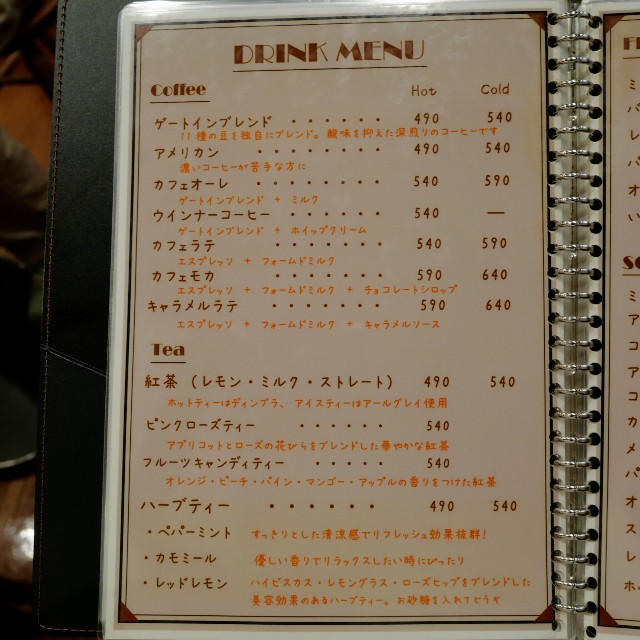 DRINK MENU
Coffee Hot Cold
ゲートインブレンド ・・・・・・ 490 540
11種の豆を独自にブレンド。酸味を抑えた深煎りのコーヒーです
アメリカン ・・・・・・・ 490 540
濃いコーヒーが苦手な方に
カフェオーレ ・・・・・・・ 540 590
ゲートインブレンド + ミルク
ウインナーコーヒー ・・・・・・ 540 —
ゲートインブレンド + ホイップクリーム
カフェラテ ・・・・・・ 540 590
エスプレッソ + フォームドミルク
カフェモカ ・・・・・・ 590 640
エスプレッソ + フォームドミルク + チョコレートシロップ
キャラメルラテ ・・・・・・ 590 640
エスプレッソ + フォームドミルク + キャラメルソース
Tea
紅茶 (レモン・ミルク・ストレート) 490 540
ホットティーはディンブラ、アイスティーはアールグレイ使用
ピンクローズティー ・・・・・ 540
アプリコットとローズの花びらをブレンドした華やかな紅茶
フルーツキャンディティー ・・・・・ 540
オレンジ・ピーチ・パイン・マンゴー・アップルの香りをつけた紅茶
ハーブティー ・・・・・・・ 490 540
・ペパーミント すっきりとした清涼感でリフレッシュ効果抜群!
・カモミール 優しい香りでリラックスしたい時にぴったり
・レッドレモン ハイビスカス・レモングラス・ローズヒップをブレンドした
美容効果のあるハーブティー。お砂糖を入れてどうぞ